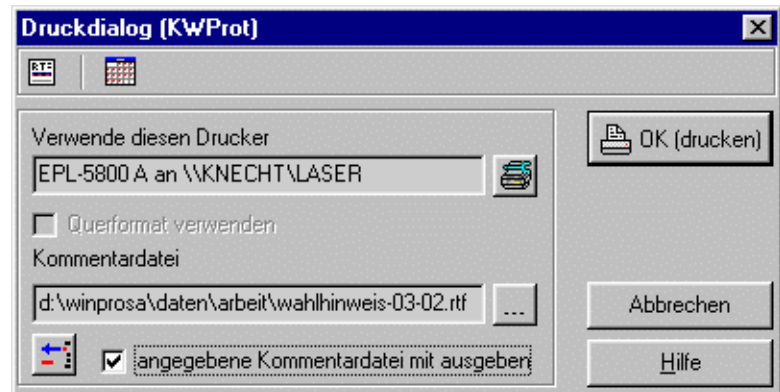 Druckdialog (KWProt)
RTF
Verwende diesen Drucker
EPL-5800 A an \\KNECHT\LASER
OK (drucken)
Querformat verwenden
Kommentardatei
d:\winprosa\daten\arbeit\wahlhinweis-03-02.rtf
...
Abbrechen
angegebene Kommentardatei mit ausgeben
Hilfe